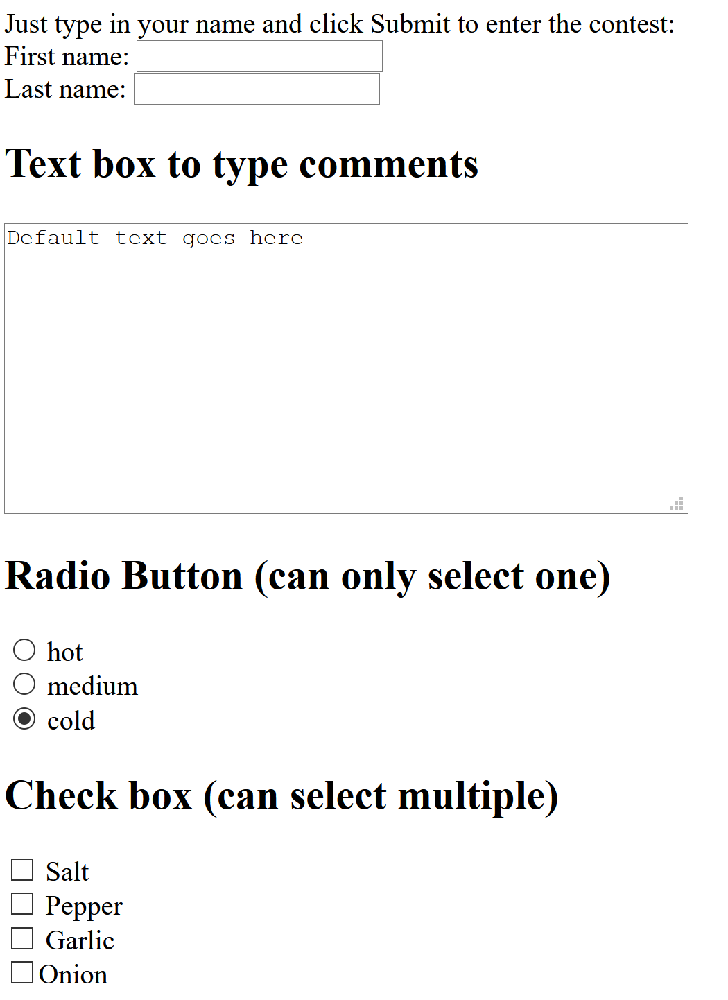 Just type in your name and click Submit to enter the contest:
First name:
Last name:
Text box to type comments
Default text goes here
Radio Button (can only select one)
hot
medium
cold
Check box (can select multiple)
Salt
Pepper
Garlic
Onion